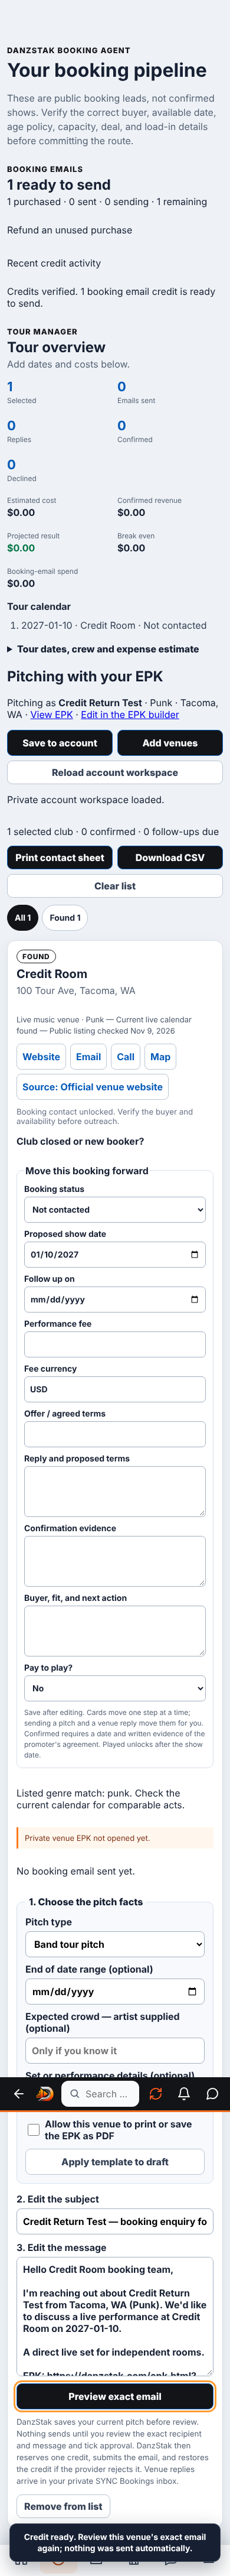 DANZSTAK BOOKING AGENT
Your booking pipeline
These are public booking leads, not confirmed
shows. Verify the correct buyer, available date,
age policy, capacity, deal, and load-in details
before committing the route.
BOOKING EMAILS
1 ready to send
1 purchased · 0 sent · 0 sending · 1 remaining
Refund an unused purchase
Recent credit activity
Credits verified. 1 booking email credit is ready
to send.
TOUR MANAGER
Tour overview
Add dates and costs below.
1
Selected
0
Emails sent
0
Replies
0
Confirmed
0
Declined
Estimated cost
$0.00
Confirmed revenue
$0.00
Projected result
$0.00
Break even
$0.00
Booking-email spend
$0.00
Tour calendar
1. 2027-01-10 · Credit Room · Not contacted
Tour dates, crew and expense estimate
Pitching with your EPK
Pitching as Credit Return Test · Punk · Tacoma,
WA · View EPK · Edit in the EPK builder
Save to account
Add venues
Reload account workspace
Private account workspace loaded.
1 selected club · 0 confirmed · 0 follow-ups due
Print contact sheet
Download CSV
Clear list
All 1
Found 1
FOUND
Credit Room
100 Tour Ave, Tacoma, WA
Live music venue · Punk — Current live calendar
found — Public listing checked Nov 9, 2026
Website
Email
Call
Map
Source: Official venue website
Booking contact unlocked. Verify the buyer and
availability before outreach.
Club closed or new booker?
Move this booking forward
Booking status
Not contacted
Proposed show date
01/10/2027
Follow up on
mm/dd/yyyy
Performance fee
Fee currency
USD
Offer / agreed terms
Reply and proposed terms
Confirmation evidence
Buyer, fit, and next action
Pay to play?
No
Save after editing. Cards move one step at a time;
sending a pitch and a venue reply move them for you.
Confirmed requires a date and written evidence of the
promoter's agreement. Played unlocks after the show
date.
Listed genre match: punk. Check the
current calendar for comparable acts.
Private venue EPK not opened yet.
No booking email sent yet.
1. Choose the pitch facts
Pitch type
Band tour pitch
End of date range (optional)
mm/dd/yyyy
Expected crowd — artist supplied
(optional)
Only if you know it
Set or performance details (optional)
Search ...
Allow this venue to print or save
the EPK as PDF
Apply template to draft
2. Edit the subject
Credit Return Test — booking enquiry fo
3. Edit the message
Hello Credit Room booking team,
I'm reaching out about Credit Return
Test from Tacoma, WA (Punk). We'd like
to discuss a live performance at Credit
Room on 2027-01-10.
A direct live set for independent rooms.
EPK: https://danzstak.com/epk.html?
Preview exact email
DanzStak saves your current pitch before review.
Nothing sends until you review the exact recipient
and message and tick approval. DanzStak then
reserves one credit, submits the email, and restores
the credit if the provider rejects it. Venue replies
arrive in your private SYNC Bookings inbox.
Remove from list
Credit ready. Review this venue's exact email
again; nothing was sent automatically.